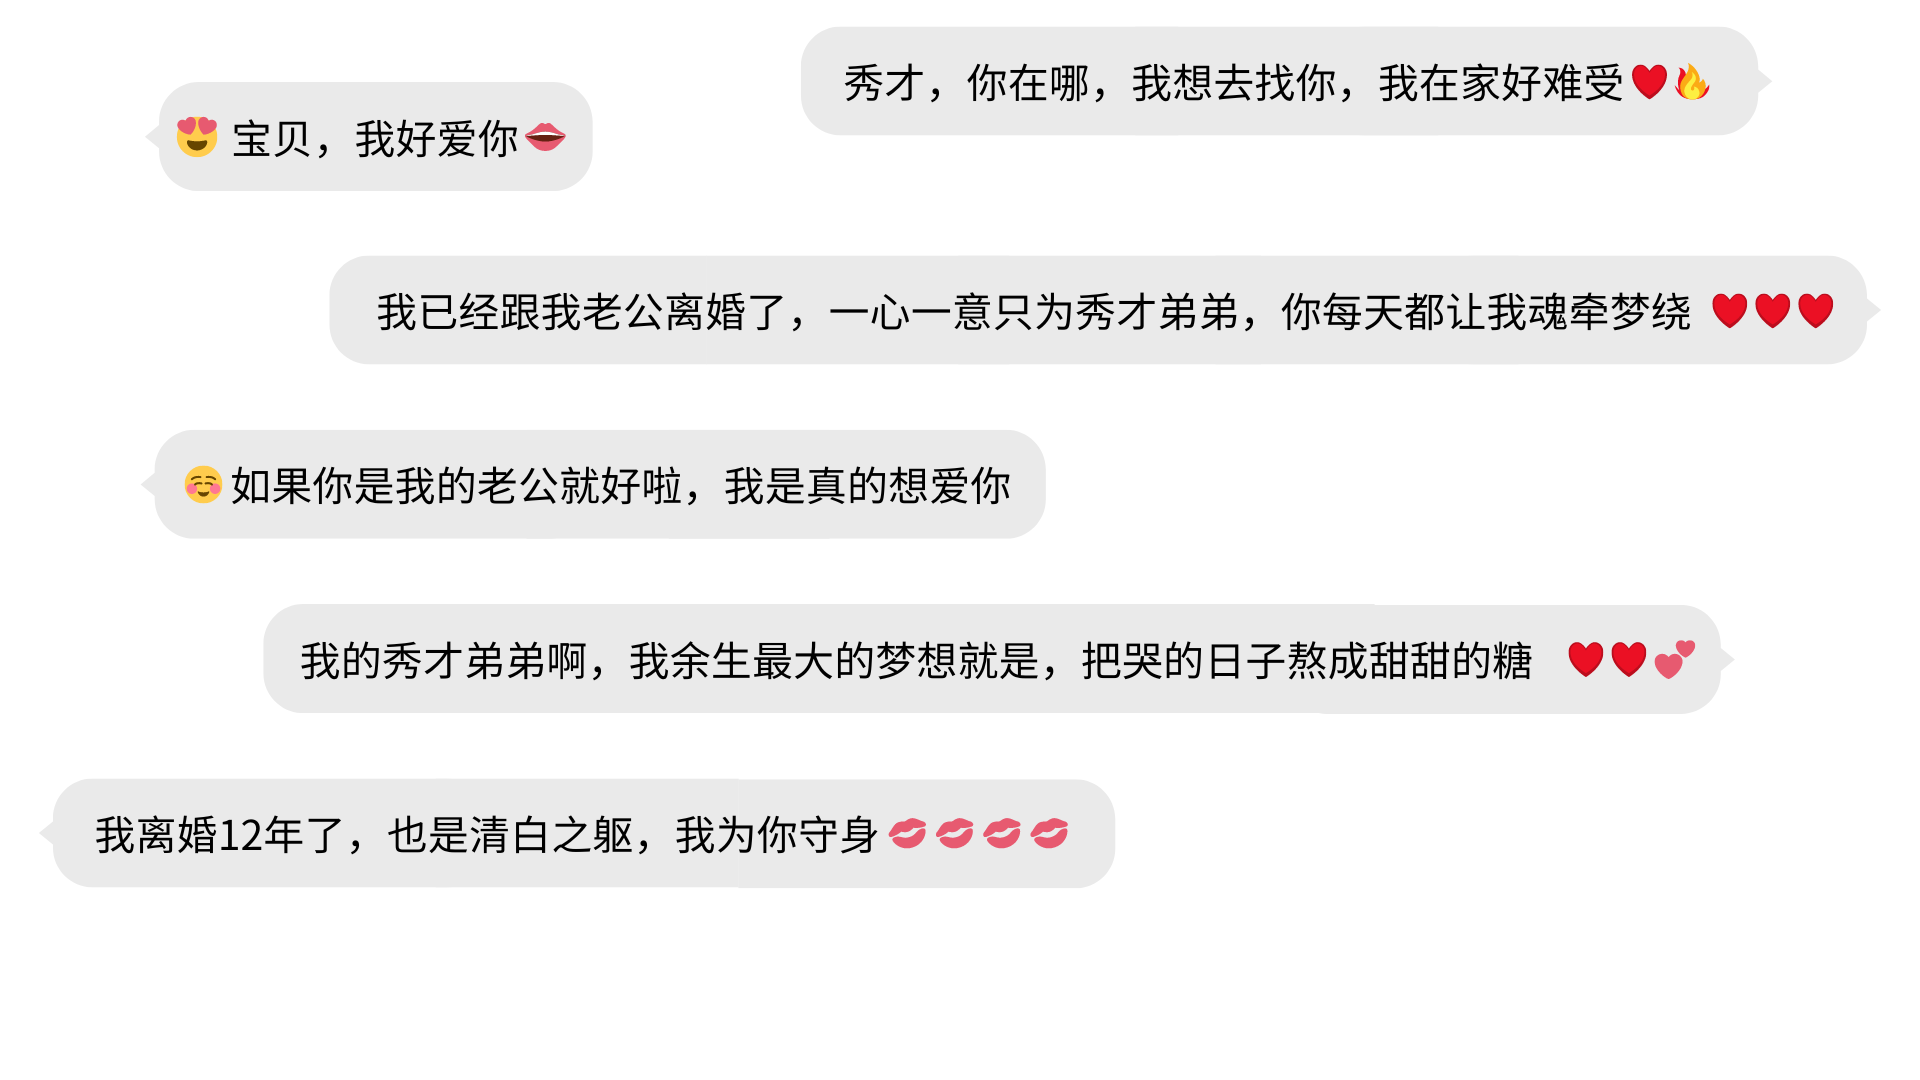 秀才，你在哪，我想去找你，我在家好难受❤️🔥
😍 宝贝，我好爱你👄
我已经跟我老公离婚了，一心一意只为秀才弟弟，你每天都让我魂牵梦绕 ❤️❤️❤️
☺️如果你是我的老公就好啦，我是真的想爱你
我的秀才弟弟啊，我余生最大的梦想就是，把哭的日子熬成甜甜的糖 ❤️❤️💕
我离婚12年了，也是清白之躯，我为你守身💋💋💋💋